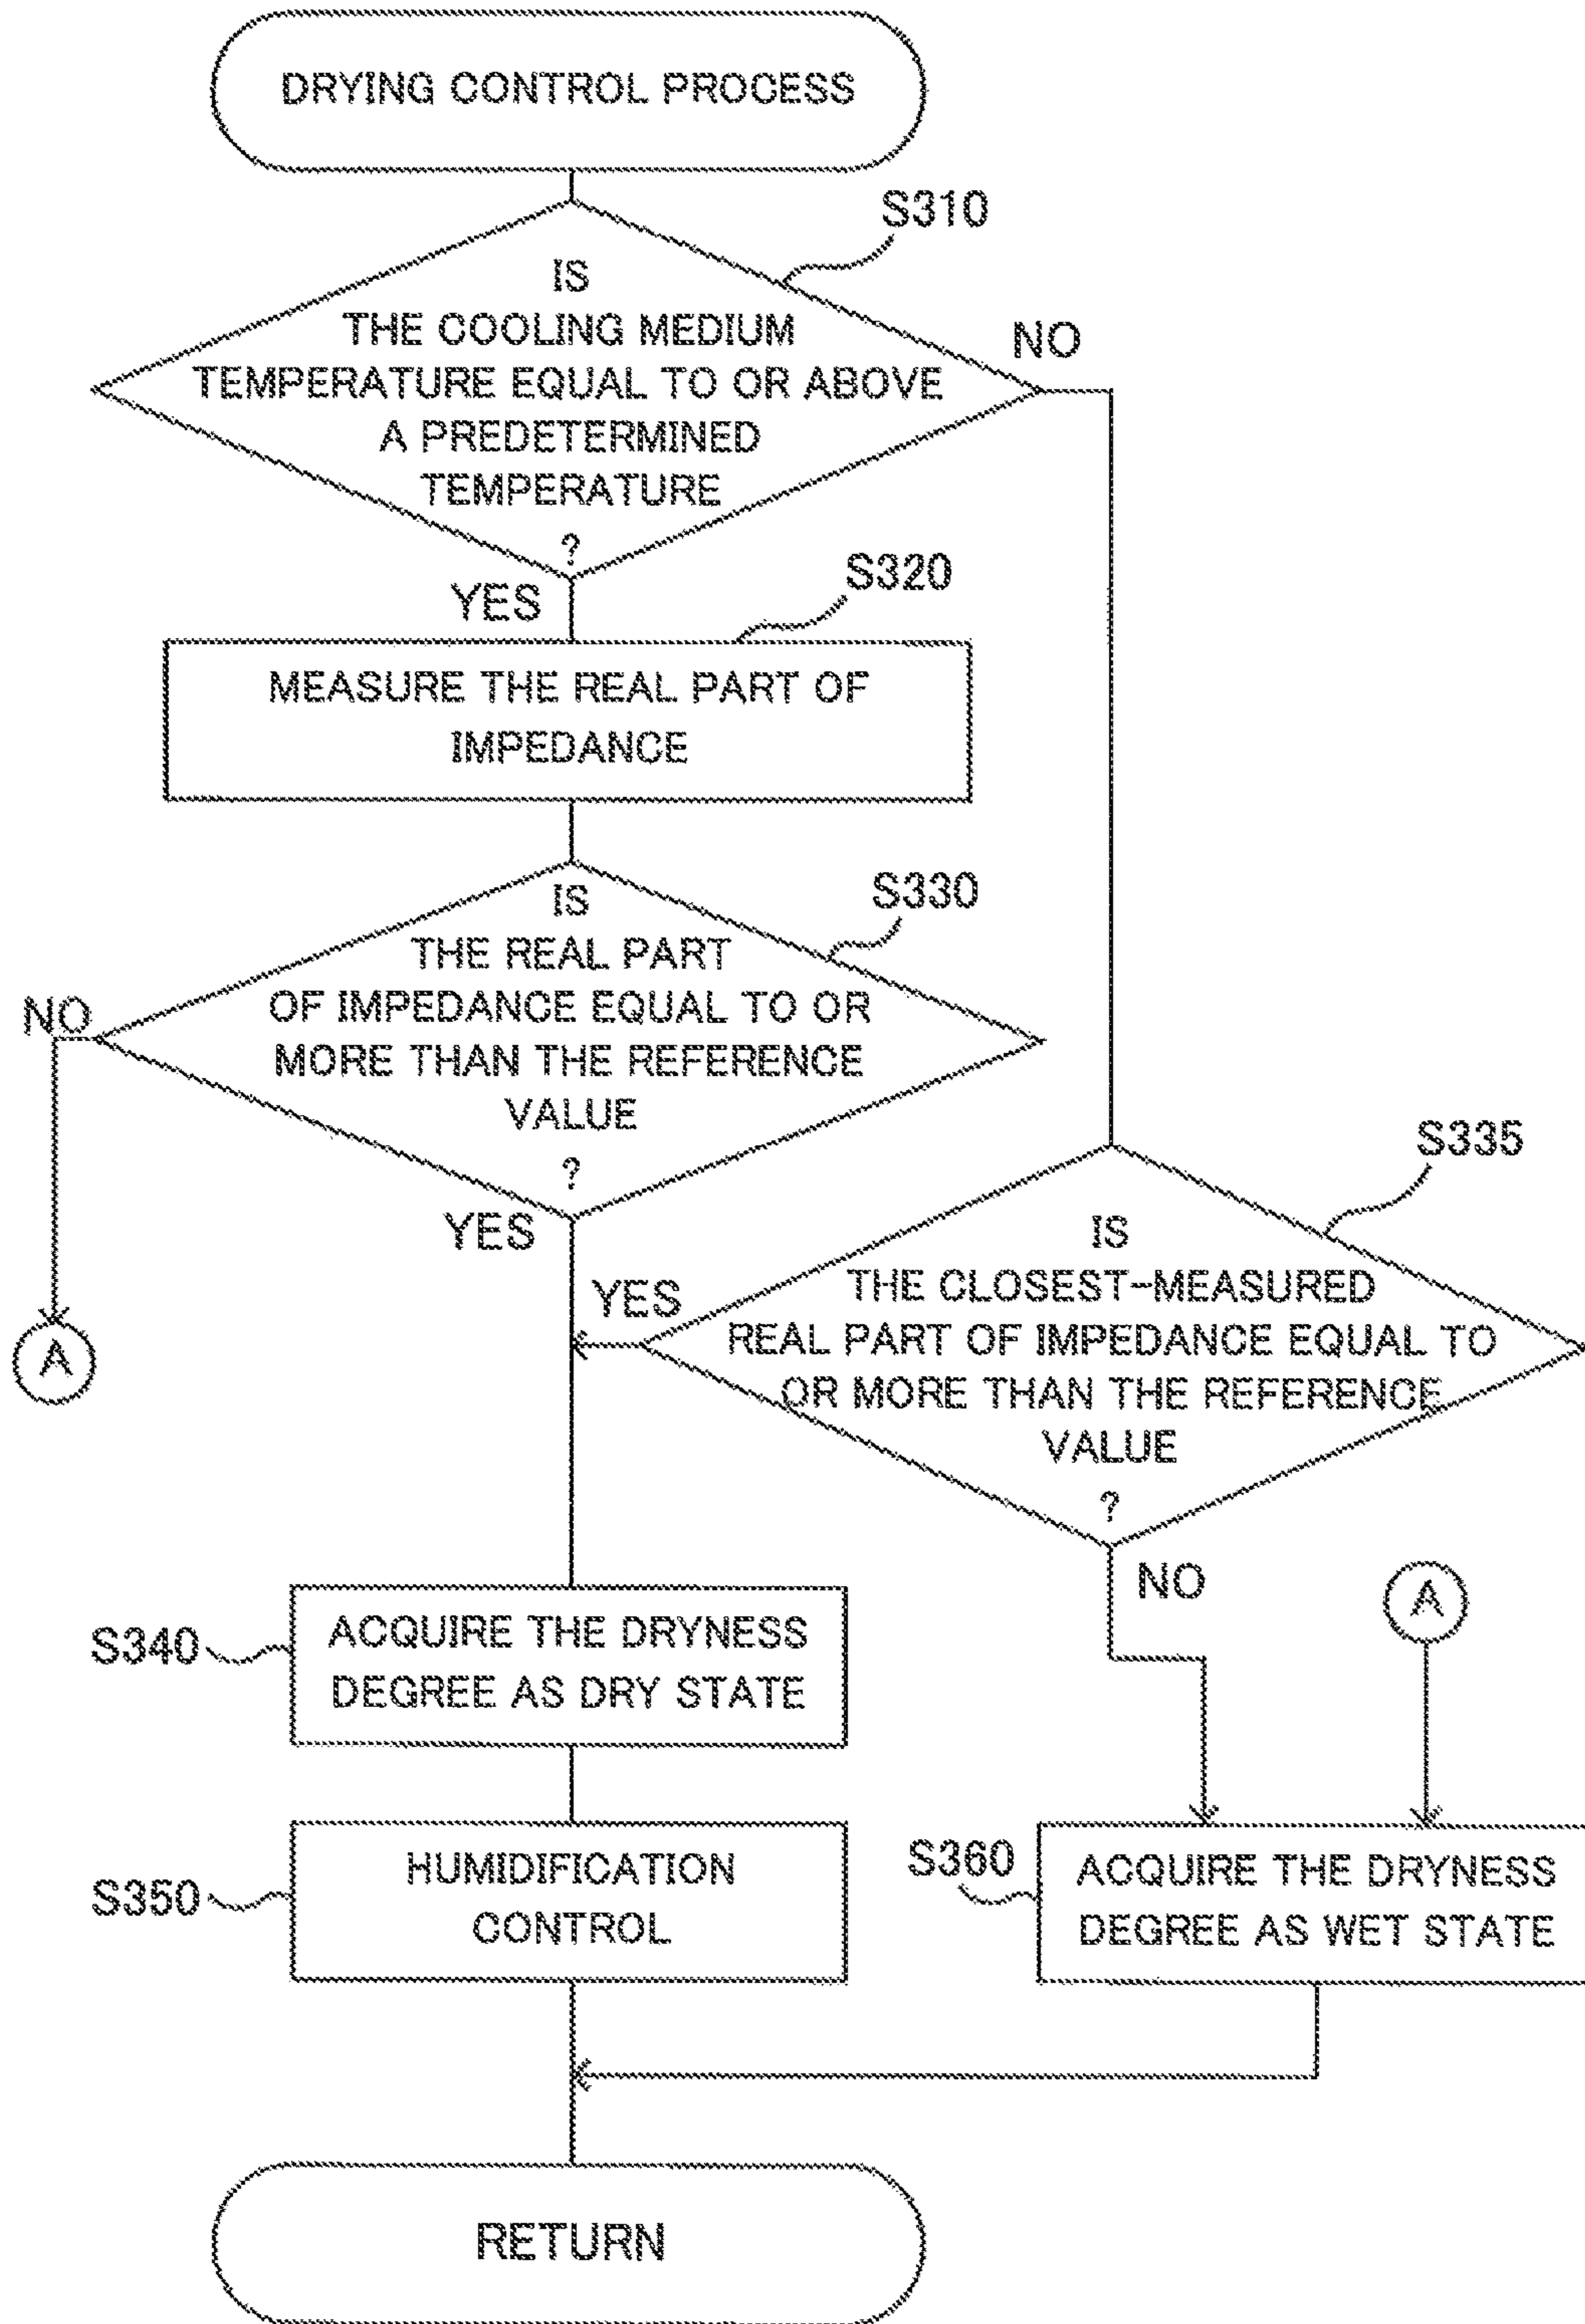 DRYING CONTROL PROCESS
S310
IS
THE COOLING MEDIUM
TEMPERATURE EQUAL TO OR ABOVE
A PREDETERMINED
TEMPERATURE
?
NO
YES
S320
MEASURE THE REAL PART OF
IMPEDANCE
S330
IS
THE REAL PART
OF IMPEDANCE EQUAL TO OR
MORE THAN THE REFERENCE
VALUE
?
NO
YES
A
S335
IS
THE CLOSEST-MEASURED
REAL PART OF IMPEDANCE EQUAL TO
OR MORE THAN THE REFERENCE
VALUE
?
YES
NO
A
S340
ACQUIRE THE DRYNESS
DEGREE AS DRY STATE
S350
HUMIDIFICATION
CONTROL
S360
ACQUIRE THE DRYNESS
DEGREE AS WET STATE
RETURN